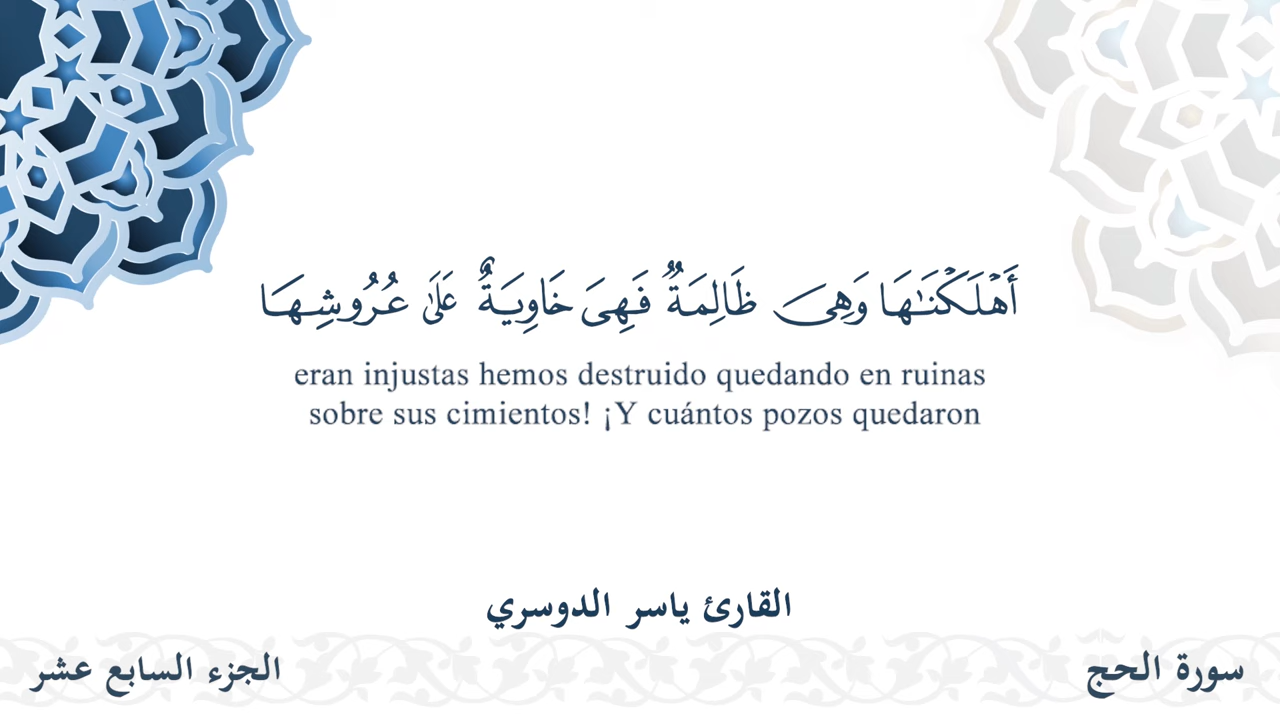 أَهْلَكْنَٰهَا وَهِىَ ظَالِمَةٌ فَهِىَ خَاوِيَةٌ عَلَىٰ عُرُوشِهَا
eran injustas hemos destruido quedando en ruinas
sobre sus cimientos! ¡Y cuántos pozos quedaron
القارئ ياسر الدوسري
سورة الحج
الجزء السابع عشر